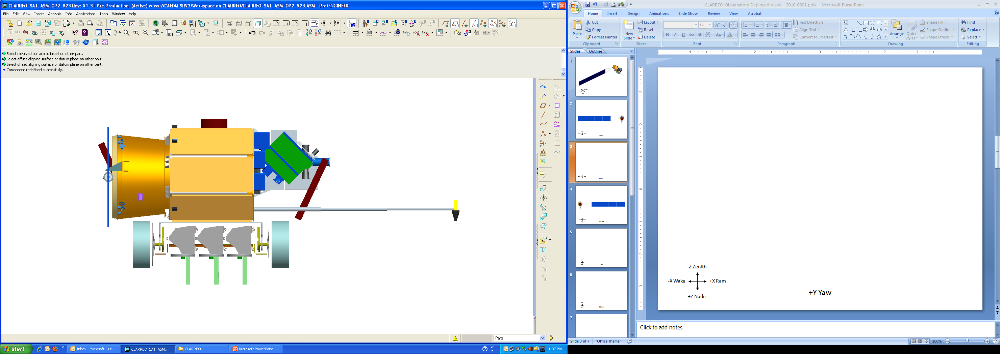 CLARREO_SAT_ASM_OP2_V23 Rev: X1.3+ Pre-Production (Active) wtws://CAEDM-SRV3/Workspace on CLARREO/CLARREO_SAT_ASM_OP2_V23.ASM - Pro/ENGINEER
File Edit View Insert Analysis Info Applications Tools Window Help
Select revolved surface to insert on other part.
Select offset aligning surface or datum plane on other part.
Select offset aligning surface or datum plane on other part.
Component redefined successfully.
Parts
start
Inbox - Microsoft Out...
CLARREO_SAT_ASM...
CLARREO
Microsoft PowerPoint ...
1:37 PM
CLARREO Observatory Deployed Views - 2010-0801.pptx - Microsoft PowerPoint
Home Insert Design Animations Slide Show Review View Acrobat
Paste
Cut
Copy
Format Painter
Clipboard
New Slide
Layout
Reset
Delete
Slides
12
Font
Text Direction
Align Text
Convert to SmartArt
Paragraph
Arrange
Quick Styles
Shape Fill
Shape Outline
Shape Effects
Drawing
Find
Replace
Select
Editing
Slides Outline
1
2
3
4
5
6
7
-Z Zenith
-X Wake
+X Ram
+Z Nadir
+Y Yaw
Click to add notes
Slide 3 of 7
"Office Theme"
100%